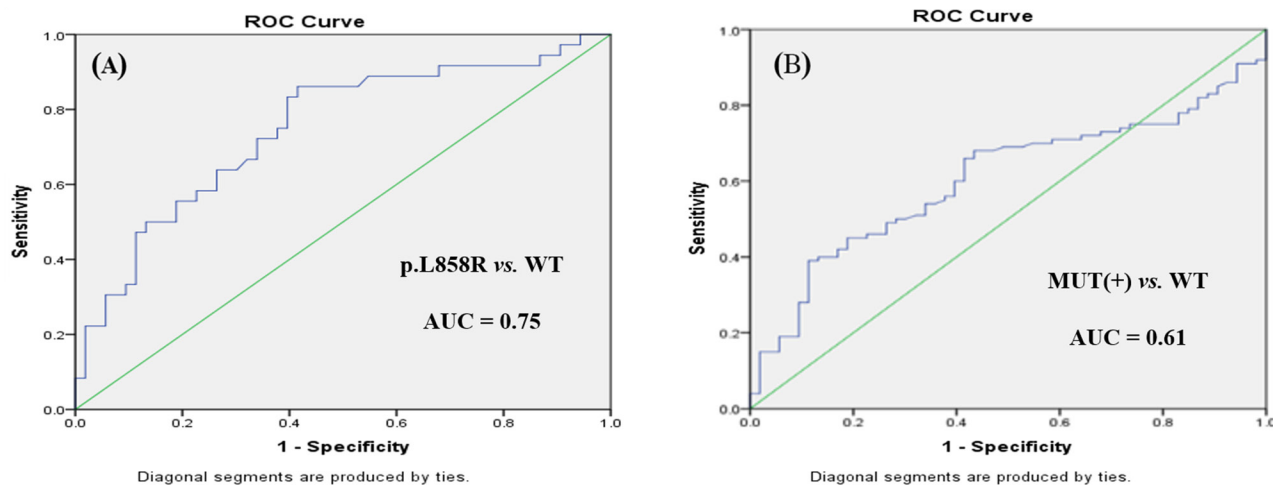 ROC Curve
(A)
1.0
0.8
0.6
0.4
0.2
0.0
Sensitivity
p.L858R vs. WT
AUC = 0.75
0.0 0.2 0.4 0.6 0.8 1.0
1 - Specificity
Diagonal segments are produced by ties.
ROC Curve
(B)
1.0
0.8
0.6
0.4
0.2
0.0
Sensitivity
MUT(+) vs. WT
AUC = 0.61
0.0 0.2 0.4 0.6 0.8 1.0
1 - Specificity
Diagonal segments are produced by ties.